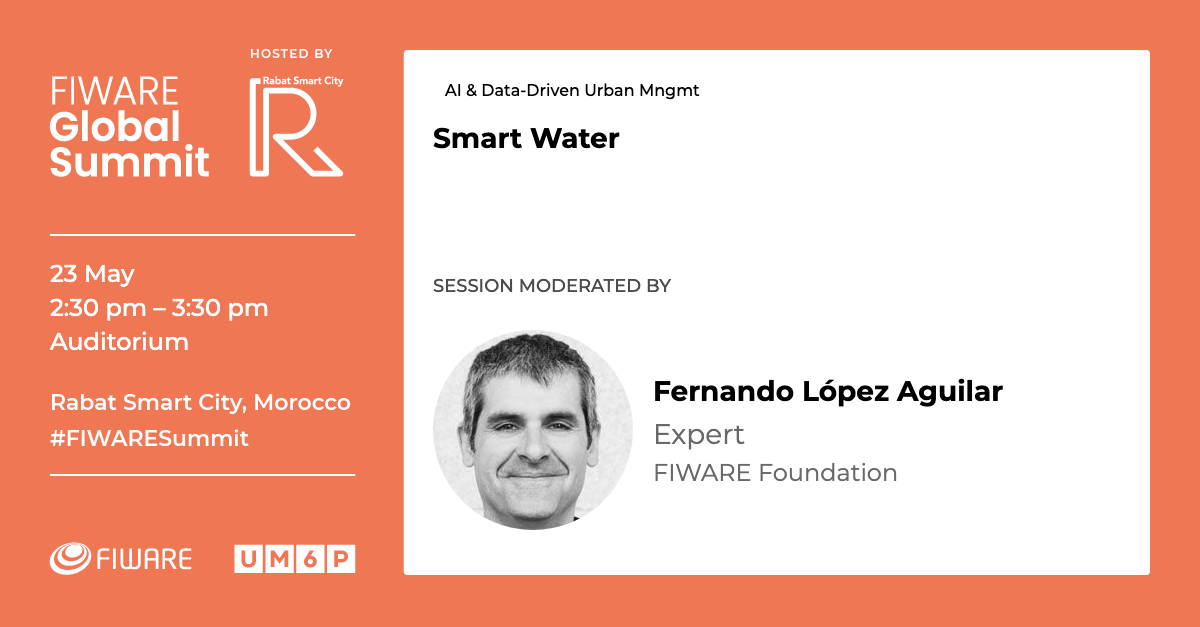 HOSTED BY
FIWARE
Global
Summit
Rabat Smart City
R
23 May
2:30 pm – 3:30 pm
Auditorium
Rabat Smart City, Morocco
#FIWARESummit
FIWARE
UM6P
AI & Data-Driven Urban Mngmt
Smart Water
SESSION MODERATED BY
Fernando López Aguilar
Expert
FIWARE Foundation